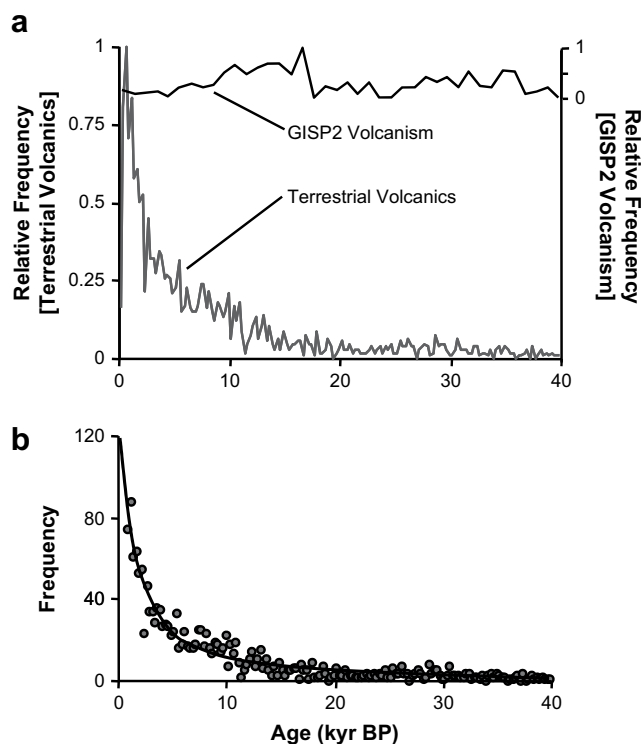 a
Relative Frequency
[Terrestrial Volcanics]
1
0.75
0.5
0.25
0
GISP2 Volcanism
Terrestrial Volcanics
1
0
Relative Frequency
[GISP2 Volcanism]
0 10 20 30 40
b
Frequency
120
80
40
0
0 10 20 30 40
Age (kyr BP)